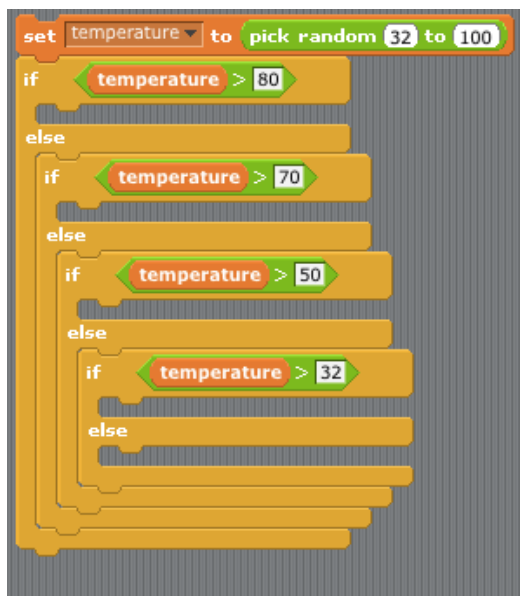 set temperature to pick random 32 to 100
if temperature > 80
else
if temperature > 70
else
if temperature > 50
else
if temperature > 32
else